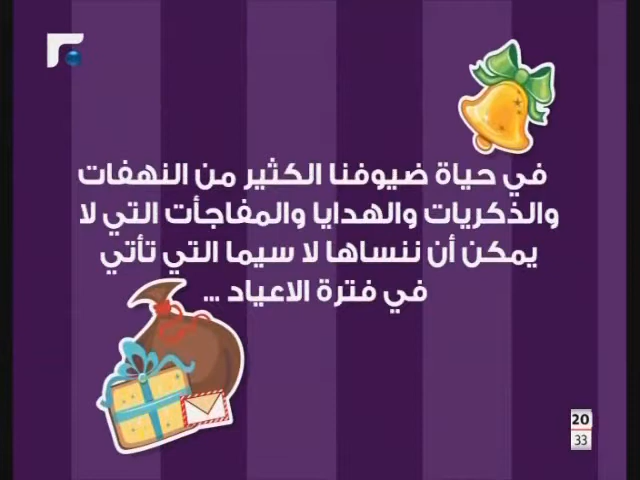 في حياة ضيوفنا الكثير من النهفات
والذكريات والهدايا والمفاجأت التي لا
يمكن أن ننساها لا سيما التي تأتي
في فترة الاعياد ...
20
33